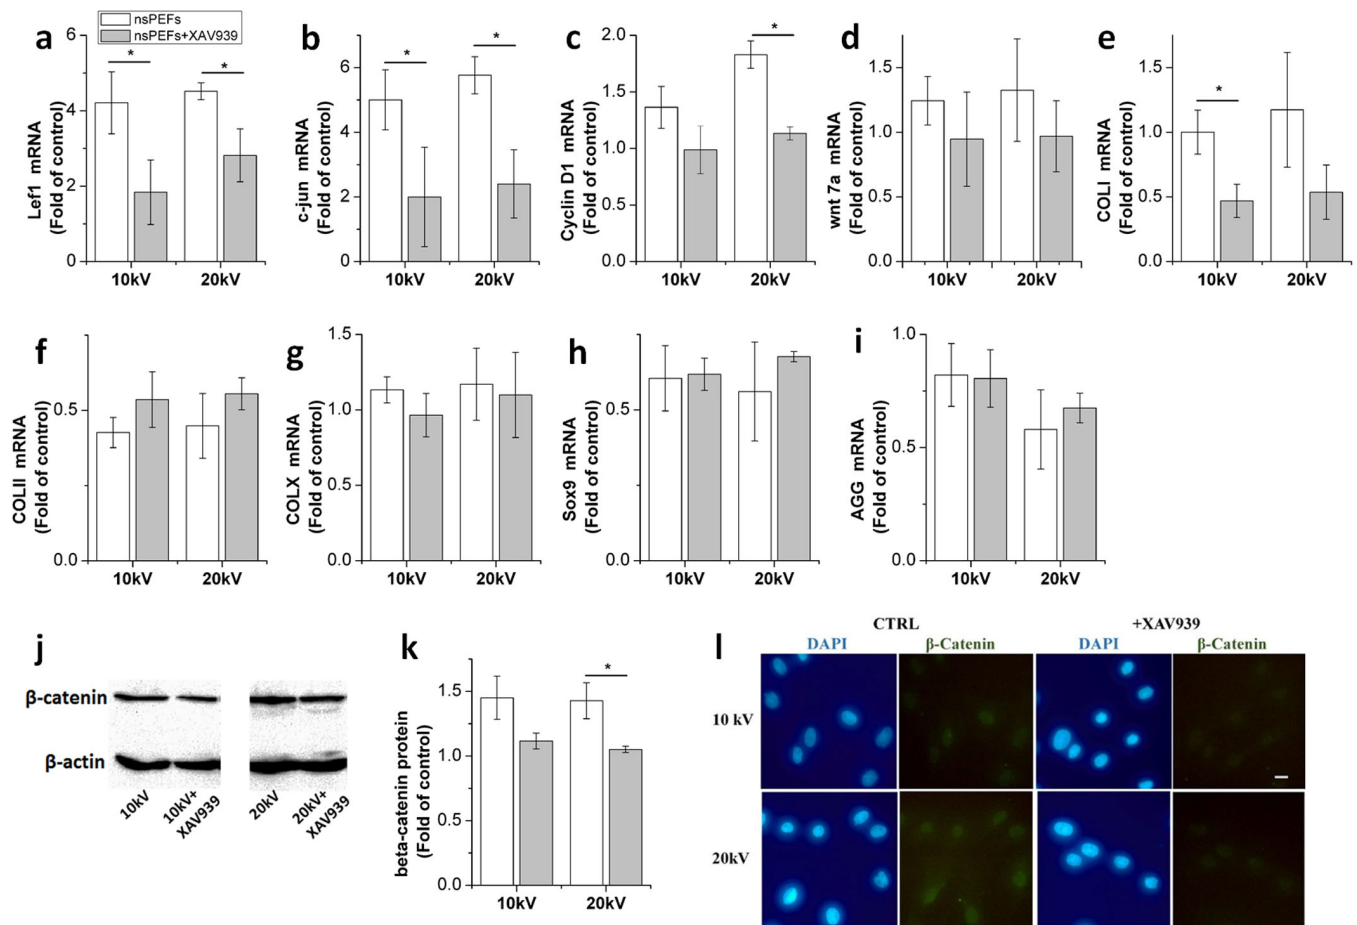 nsPEFs
nsPEFs+XAV939
a
Lef1 mRNA
(Fold of control)
6
4
2
0
*
*
10kV
20kV
b
c-jun mRNA
(Fold of control)
6
4
2
0
*
*
10kV
20kV
c
Cyclin D1 mRNA
(Fold of control)
2.0
1.5
1.0
0.5
0.0
*
10kV
20kV
d
wnt 7a mRNA
(Fold of control)
1.5
1.0
0.5
0.0
10kV
20kV
e
COLI mRNA
(Fold of control)
1.5
1.0
0.5
0.0
*
10kV
20kV
f
COLII mRNA
(Fold of control)
0.5
0.0
10kV
20kV
g
COLX mRNA
(Fold of control)
1.5
1.0
0.5
0.0
10kV
20kV
h
Sox9 mRNA
(Fold of control)
0.5
0.0
10kV
20kV
i
AGG mRNA
(Fold of control)
1.0
0.5
0.0
10kV
20kV
j
β-catenin
β-actin
10kV
10kV+
XAV939
20kV
20kV+
XAV939
k
beta-catenin protein
(Fold of control)
1.5
1.0
0.5
0.0
*
10kV
20kV
l
CTRL
+XAV939
DAPI
β-Catenin
DAPI
β-Catenin
10 kV
20kV